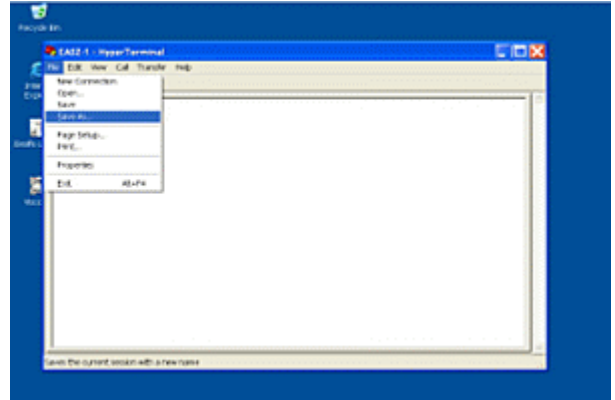 Recycle Bin
EASZ-1 - HyperTerminal
File Edit View Call Transfer Help
New Connection
Open...
Save
Save As...
Page Setup...
Print...
Properties
Exit Alt+F4
Saves the current session with a new name